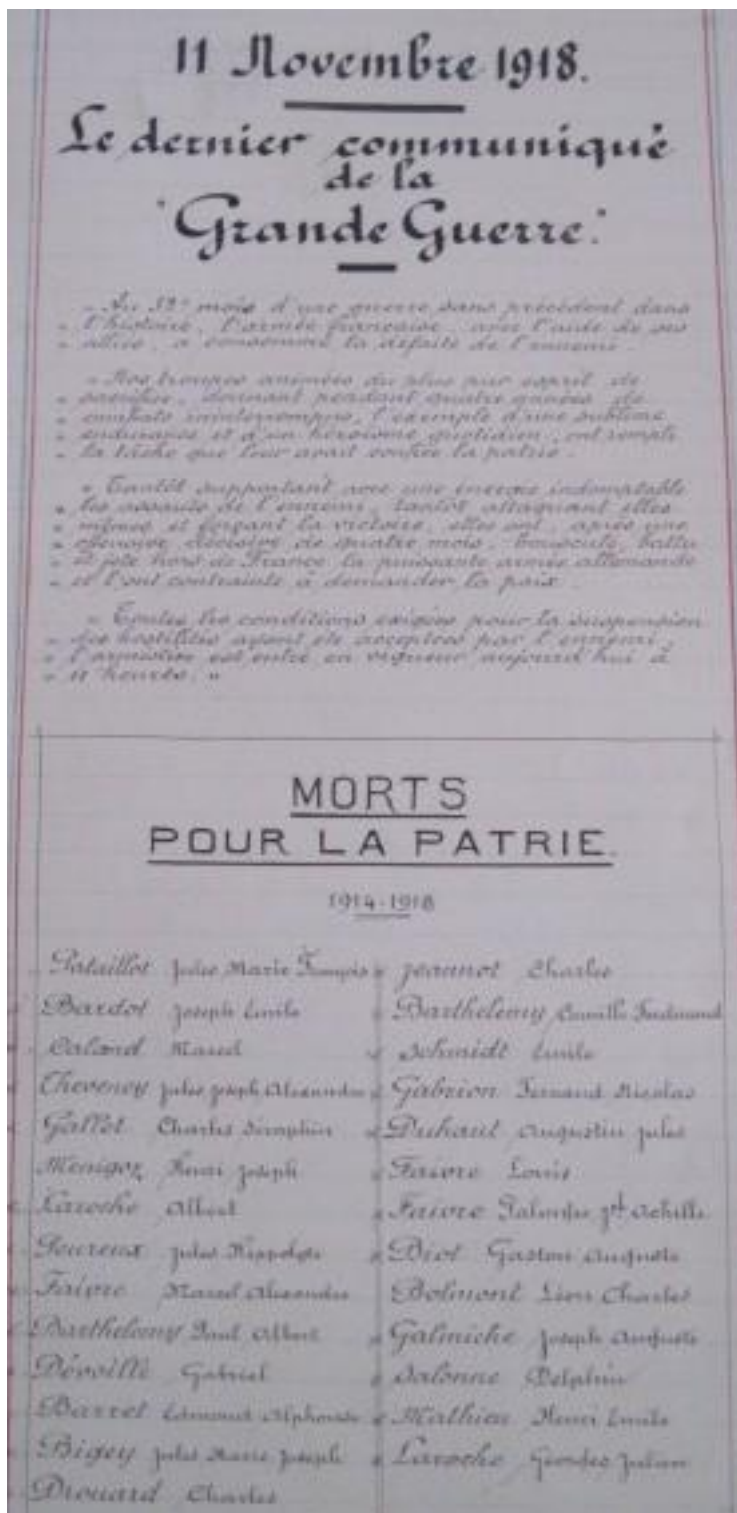 11 Novembre 1918.
Le dernier communiqué
de la
"Grande Guerre."
" Au 52e mois d'une guerre sans précédent dans
" l'histoire, l'armée française, avec l'aide de ses
" alliés, a consommé la défaite de l'ennemi.
" Nos troupes animées du plus pur esprit de
" sacrifice, donnant pendant quatre années de
" combats ininterrompus, l'exemple d'une sublime
" endurance et d'un héroïsme quotidien, ont rempli
" la tâche que leur avait confiée la patrie.
" Tantôt supportant avec une énergie indomptable
" les assauts de l'ennemi, tantôt attaquant elles
" mêmes et forçant la victoire, elles ont, après une
" offensive décisive de quatre mois, bousculé, battu
" et jeté hors de France la puissante armée allemande
" et l'ont contrainte à demander la paix.
" Toutes les conditions exigées pour la suspension
" des hostilités ayant été acceptées par l'ennemi,
" l'armistice est entré en vigueur aujourd'hui à
" 11 heures. "
MORTS
POUR LA PATRIE.
1914-1918
Pataillot Jules Marie François
Bardot Joseph Emile
Caland Marcel
Thevenoy Jules Joseph Alexandre
Gallot Charles Séraphin
Menigoz Henri Joseph
Laroche Albert
Jules Hippolyte
Faivre Marcel Alexandre
Barthelemy Paul Albert
Dévoille Gabriel
Barret Edmond Alphonse
Bigey Jules Marie Joseph
Drouard Charles
Jeannot Charles
Barthelemy Camille Ferdinand
Schmidt Emile
Gabrion Fernand Nicolas
Duhaut Augustin Jules
Faivre Louis
Faivre Achille
Biot Gaston Auguste
Bolmont Léon Charles
Galmiche Joseph Auguste
Salonne Delphin
Mathieu Henri Emile
Laroche Georges Julien